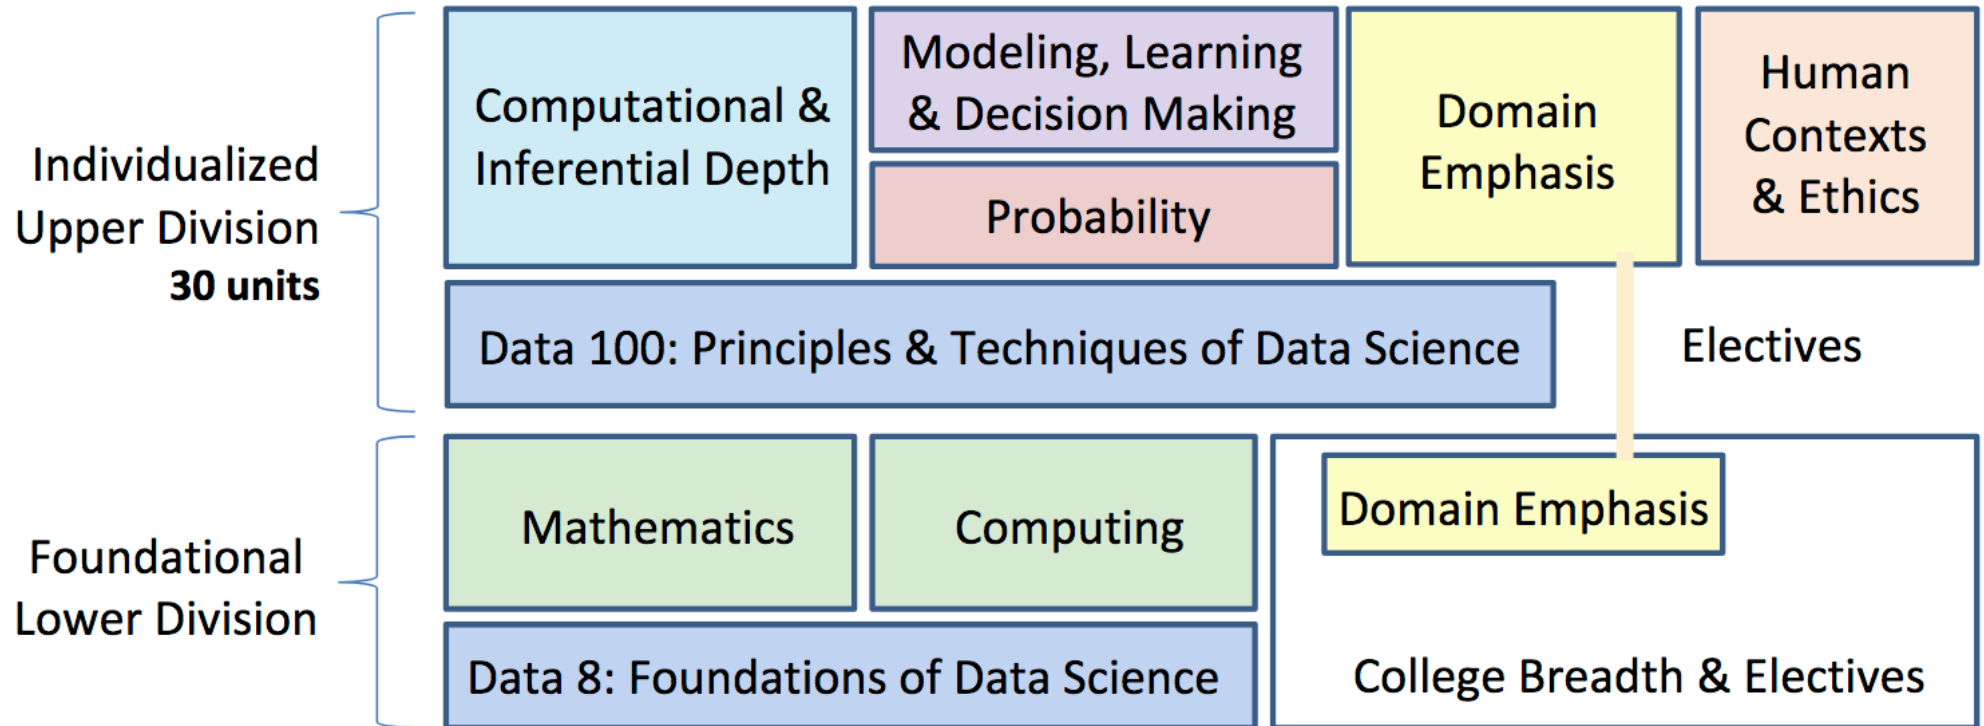 Individualized
Upper Division
30 units
Computational &
Inferential Depth
Modeling, Learning
& Decision Making
Probability
Domain
Emphasis
Human
Contexts
& Ethics
Data 100: Principles & Techniques of Data Science
Electives
Foundational
Lower Division
Mathematics
Computing
Domain Emphasis
Data 8: Foundations of Data Science
College Breadth & Electives